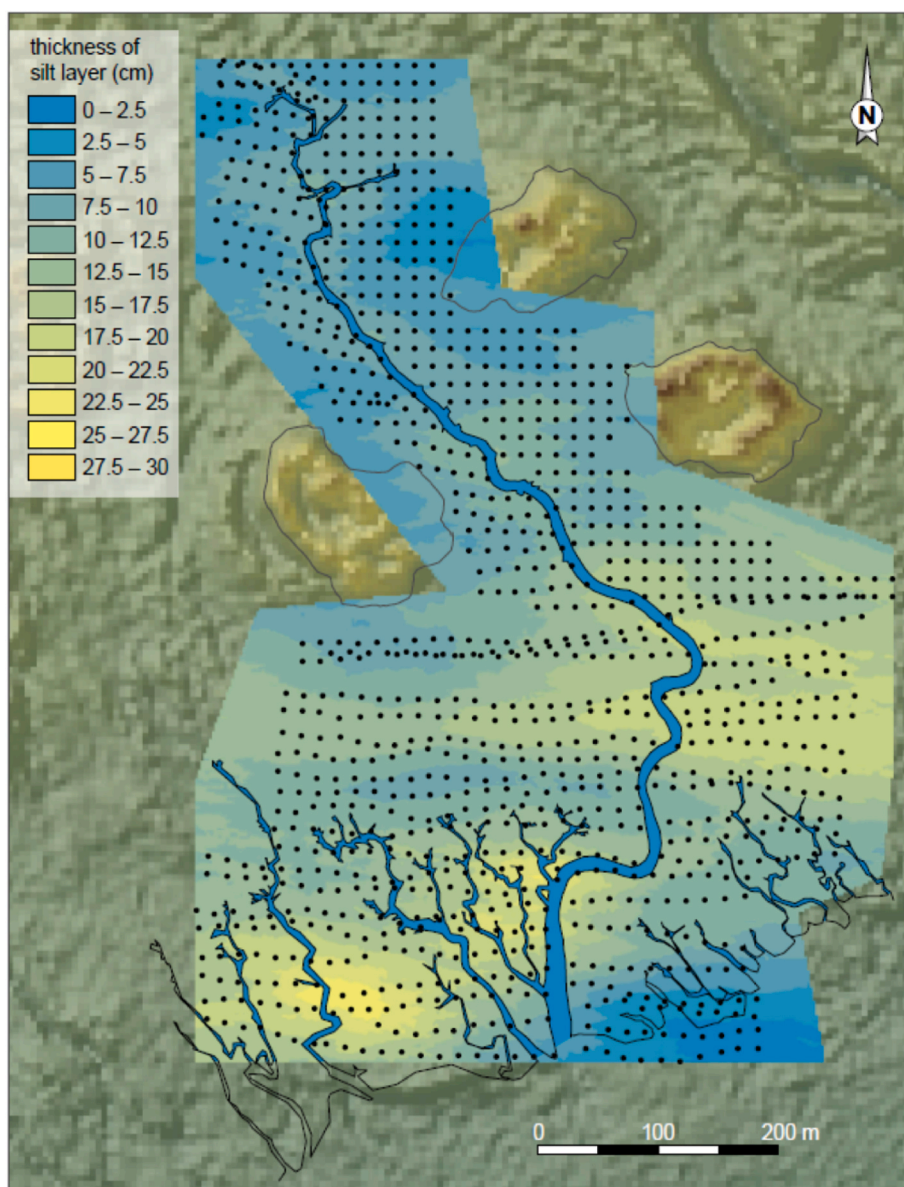 thickness of
silt layer (cm)
0 – 2.5
2.5 – 5
5 – 7.5
7.5 – 10
10 – 12.5
12.5 – 15
15 – 17.5
17.5 – 20
20 – 22.5
22.5 – 25
25 – 27.5
27.5 – 30
N
0 100 200 m